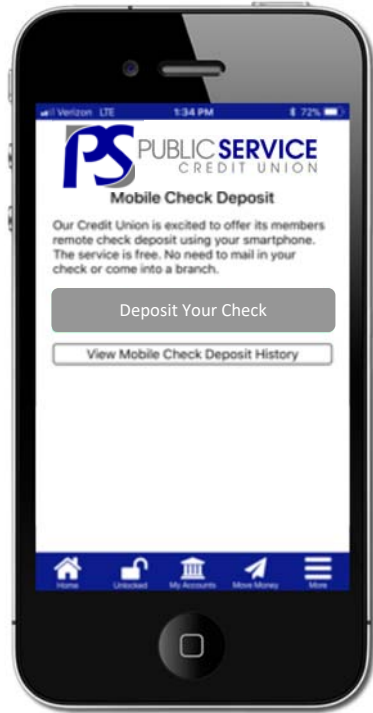 Verizon LTE 1:34 PM 72%
PS PUBLIC SERVICE
CREDIT UNION
Mobile Check Deposit
Our Credit Union is excited to offer its members
remote check deposit using your smartphone.
The service is free. No need to mail in your
check or come into a branch.
Deposit Your Check
View Mobile Check Deposit History
Home Unlocked My Accounts Move Money More